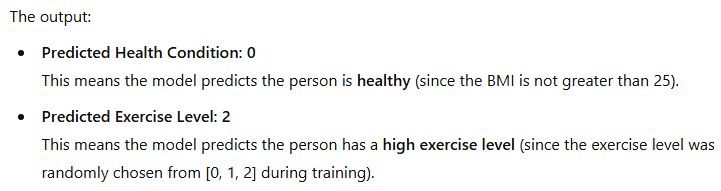 The output:
• Predicted Health Condition: 0
This means the model predicts the person is healthy (since the BMI is not greater than 25).
• Predicted Exercise Level: 2
This means the model predicts the person has a high exercise level (since the exercise level was
randomly chosen from [0, 1, 2] during training).